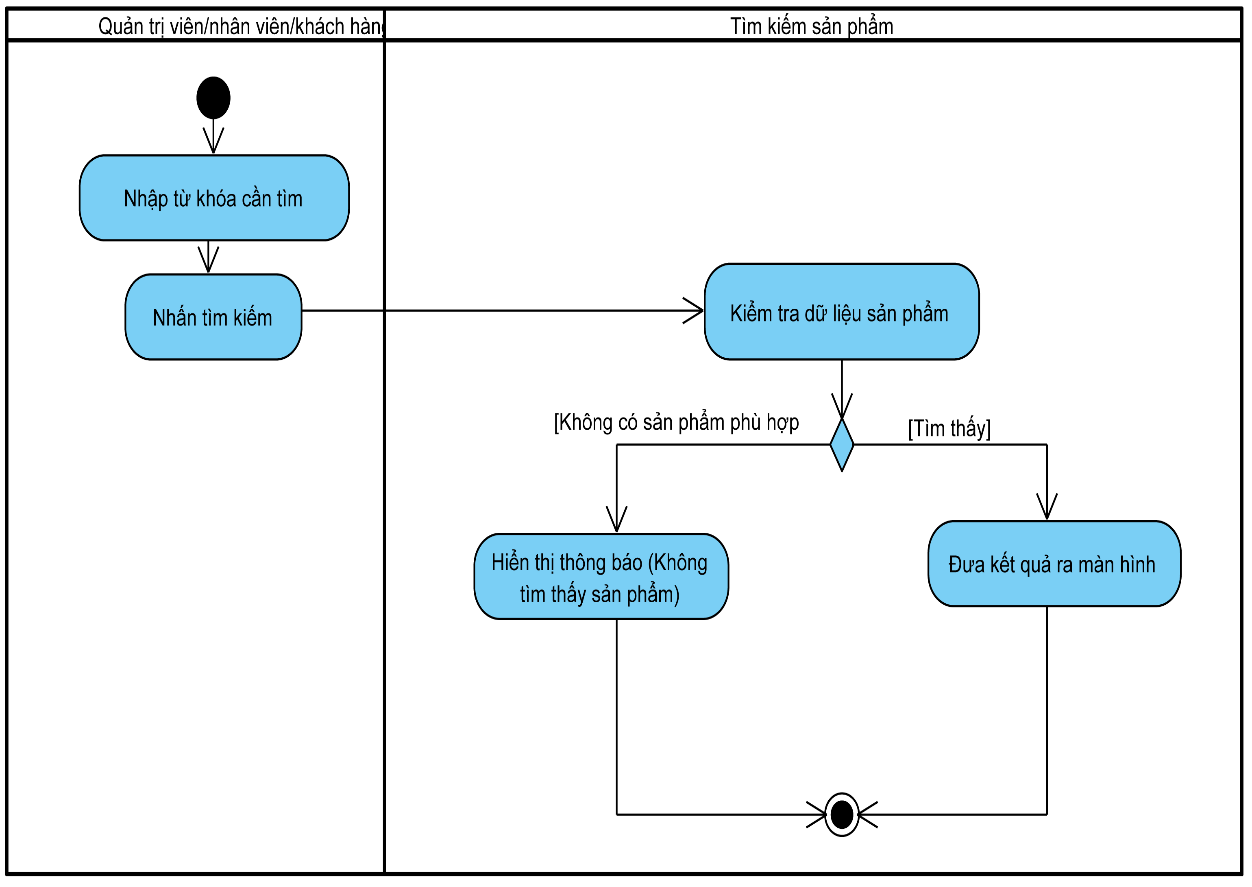 Quản trị viên/nhân viên/khách hàng
Tìm kiếm sản phẩm
Nhập từ khóa cần tìm
Nhấn tìm kiếm
Kiểm tra dữ liệu sản phẩm
[Không có sản phẩm phù hợp
[Tìm thấy]
Hiển thị thông báo (Không
tìm thấy sản phẩm)
Đưa kết quả ra màn hình